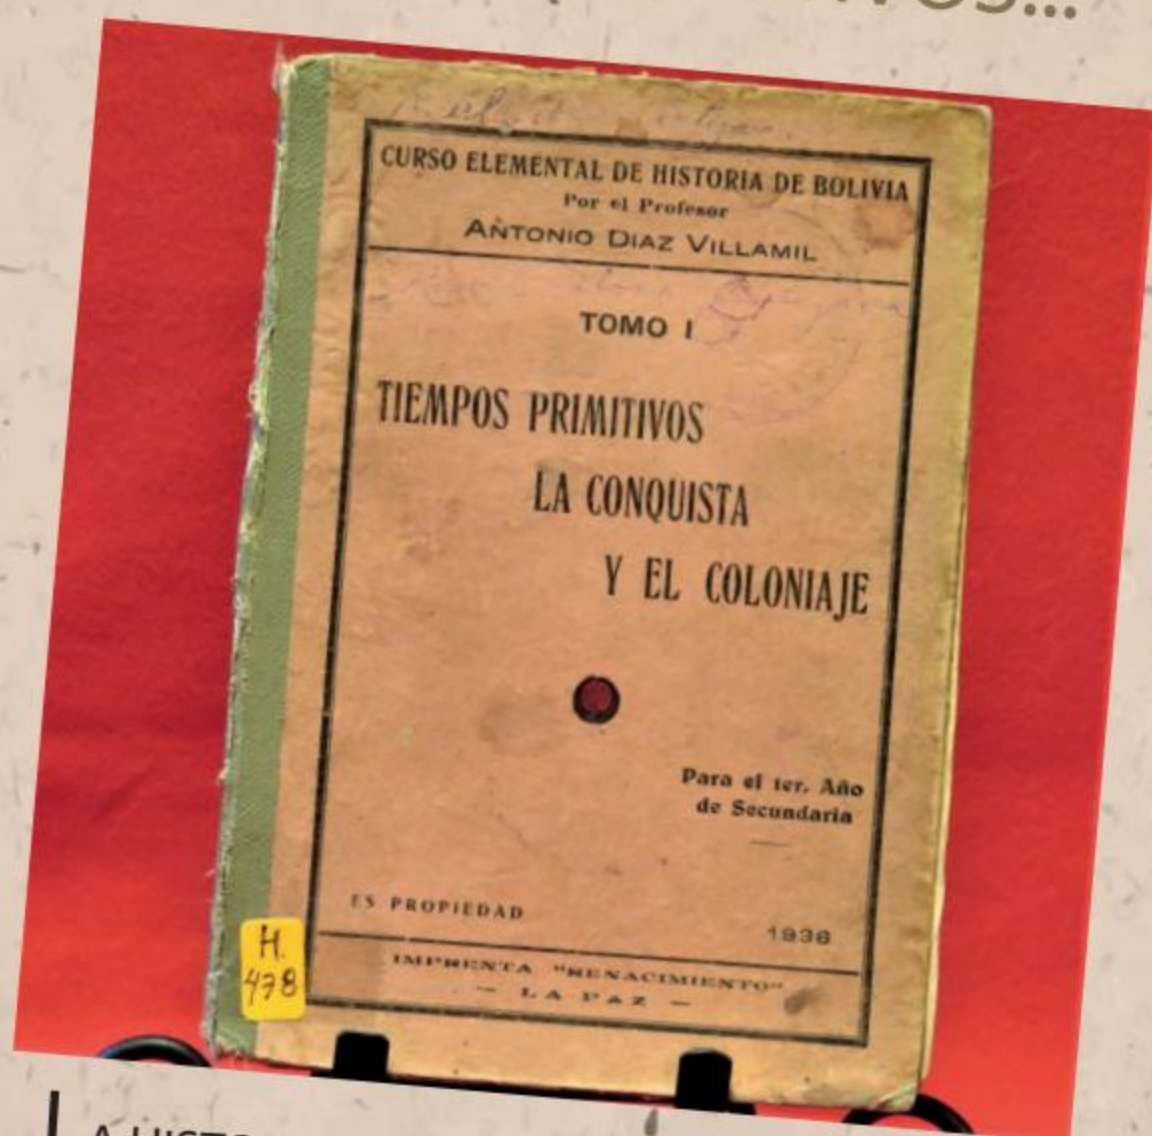 CURSO ELEMENTAL DE HISTORIA DE BOLIVIA
Por el Profesor
ANTONIO DIAZ VILLAMIL
TOMO I
TIEMPOS PRIMITIVOS
LA CONQUISTA
Y EL COLONIAJE
Para el 1er. Año
de Secundaria
ES PROPIEDAD
1936
IMPRENTA "RENACIMIENTO"
- LA PAZ -
H.
478